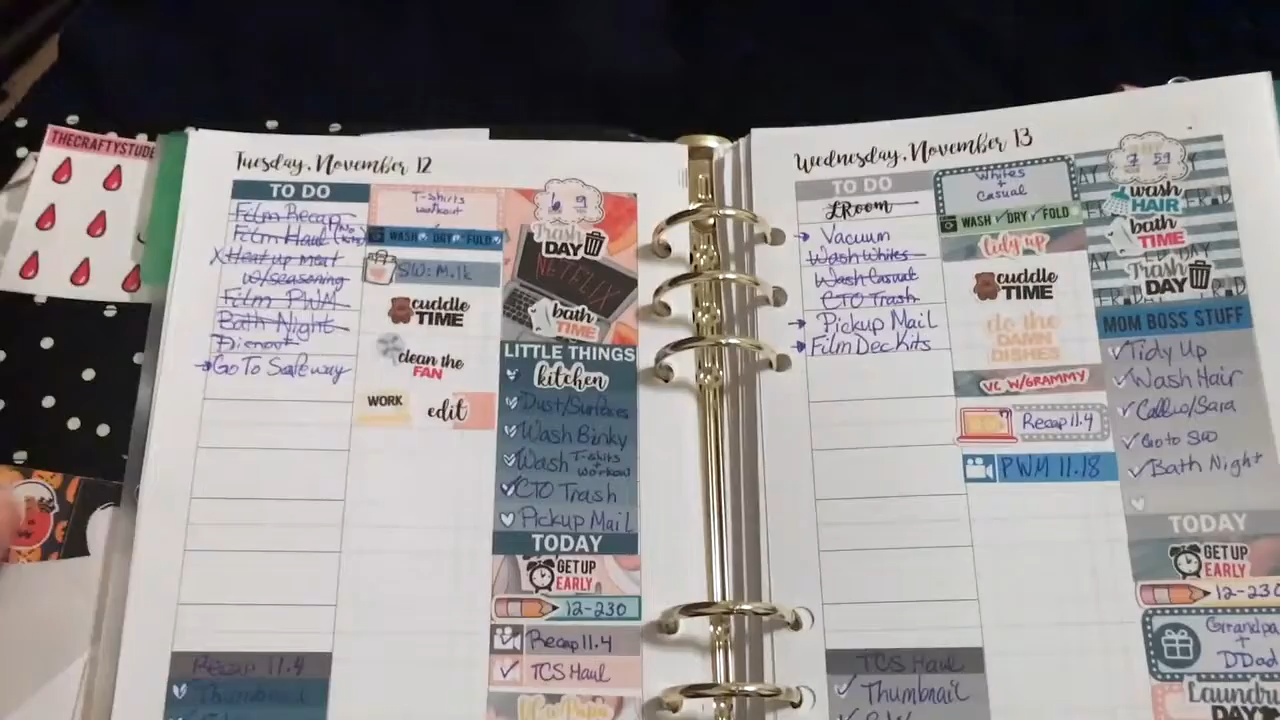 THECRAFTYSTUDE
Tuesday, November 12
TO DO
Film Recap
Film Haul
X Heat up meat
w/seasoning
Film PWM
Bath Night
Go To Safeway
Recap 11.4
Thumbnail
T-shirts
workout
WASH DRY FOLD
SW: Milk
cuddle
TIME
clean the
FAN
WORK
edit
6 9
Trash
DAY
NETFLIX
bath
TIME
LITTLE THINGS
kitchen
Dust/Surfaces
Wash Binky
Wash T-shirts
+ workout
CTO Trash
Pickup Mail
TODAY
GET UP
EARLY
12-230
Recap 11.4
TCS Haul
Wednesday, November 13
TO DO
LRoom
Vacuum
Wash Whites
Wash Casual
CTO Trash
Pickup Mail
Film Dec Kits
TCS Haul
Thumbnail
Whites
+
Casual
WASH DRY FOLD
tidy up
cuddle
TIME
do the
DAMN
DISHES
VC W/GRAMMY
Recap 11.4
PWM 11.18
7 59
wash
HAIR
bath
TIME
Trash
DAY
MOM BOSS STUFF
Tidy Up
Wash Hair
Go to SW
Bath Night
TODAY
GET UP
EARLY
12-230
Grandpa
+
DDad
Laundry
DAY